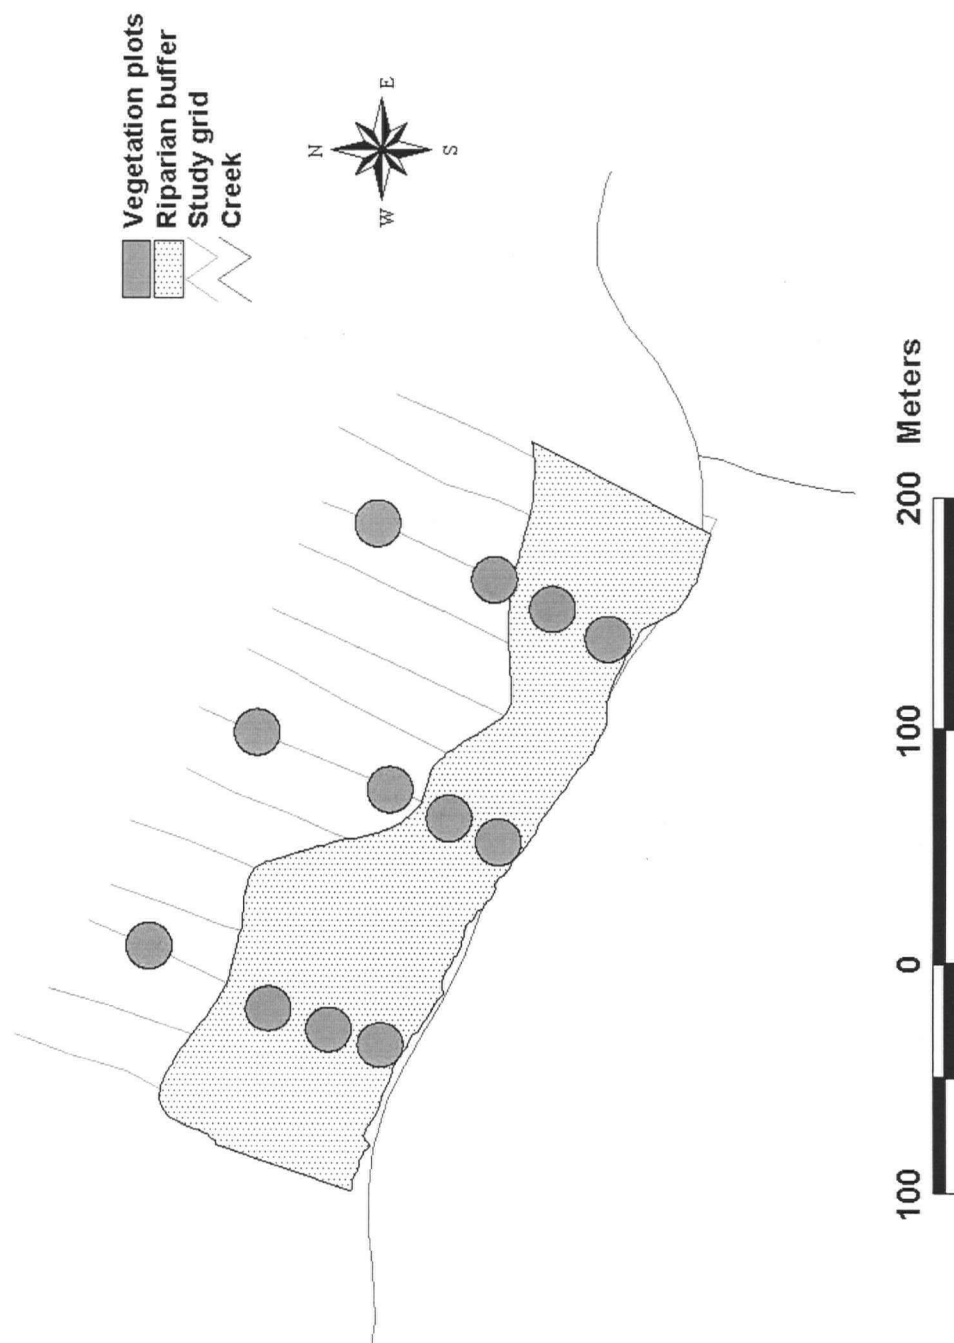 Vegetation plots
Riparian buffer
Study grid
Creek
N
E
S
W
100 0 100 200 Meters